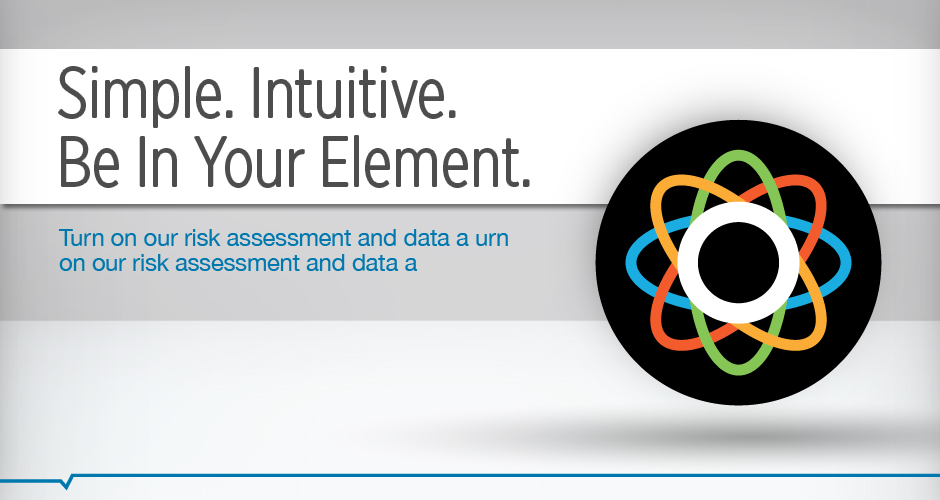 Simple. Intuitive.
Be In Your Element.
Turn on our risk assessment and data a urn
on our risk assessment and data a